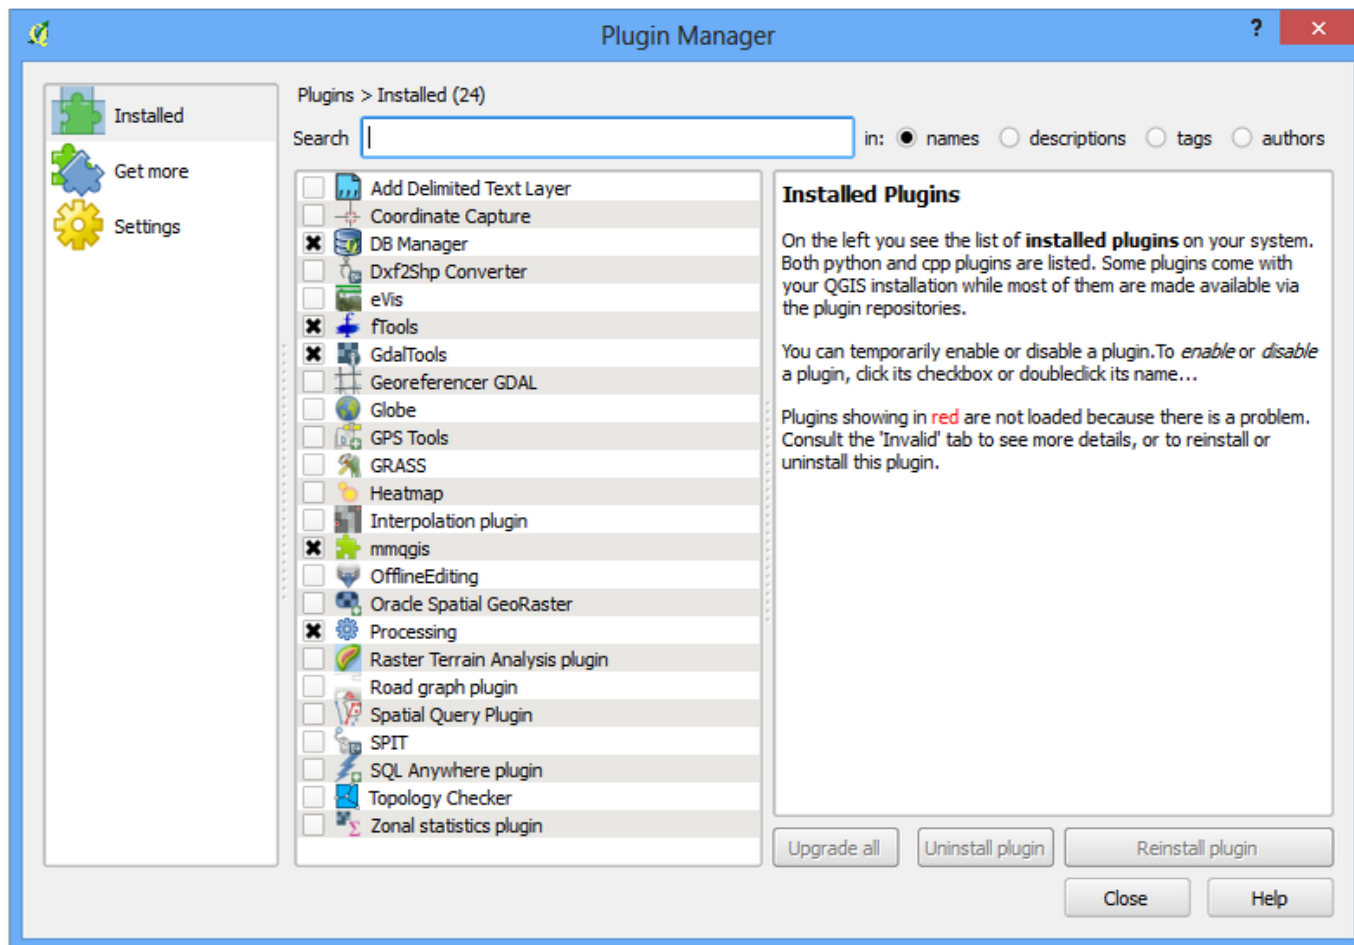 Plugin Manager
?
Installed
Get more
Settings
Plugins > Installed (24)
Search in: names descriptions tags authors
Add Delimited Text Layer
Coordinate Capture
DB Manager
Dxf2Shp Converter
eVis
fTools
GdalTools
Georeferencer GDAL
Globe
GPS Tools
GRASS
Heatmap
Interpolation plugin
mmqgis
OfflineEditing
Oracle Spatial GeoRaster
Processing
Raster Terrain Analysis plugin
Road graph plugin
Spatial Query Plugin
SPIT
SQL Anywhere plugin
Topology Checker
Zonal statistics plugin
Installed Plugins
On the left you see the list of installed plugins on your system.
Both python and cpp plugins are listed. Some plugins come with
your QGIS installation while most of them are made available via
the plugin repositories.
You can temporarily enable or disable a plugin.To enable or disable
a plugin, click its checkbox or doubleclick its name...
Plugins showing in red are not loaded because there is a problem.
Consult the 'Invalid' tab to see more details, or to reinstall or
uninstall this plugin.
Upgrade all Uninstall plugin Reinstall plugin
Close Help